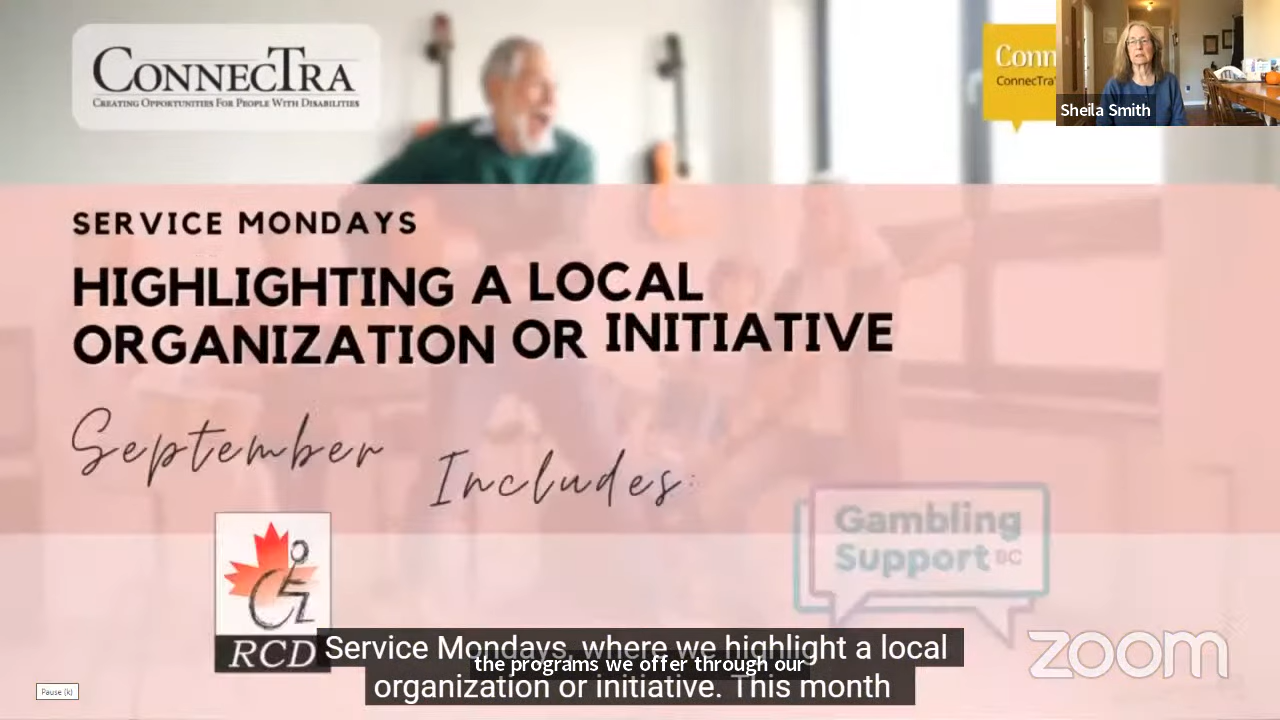 CONNECTRA
CREATING OPPORTUNITIES FOR PEOPLE WITH DISABILITIES
Conn
ConnecTra'
Sheila Smith
SERVICE MONDAYS
HIGHLIGHTING A LOCAL
ORGANIZATION OR INITIATIVE
September Includes:
Gambling
Support BC
RCD
Service Mondays, where we highlight a local
the programs we offer through our
organization or initiative. This month
zoom
Pause (k)